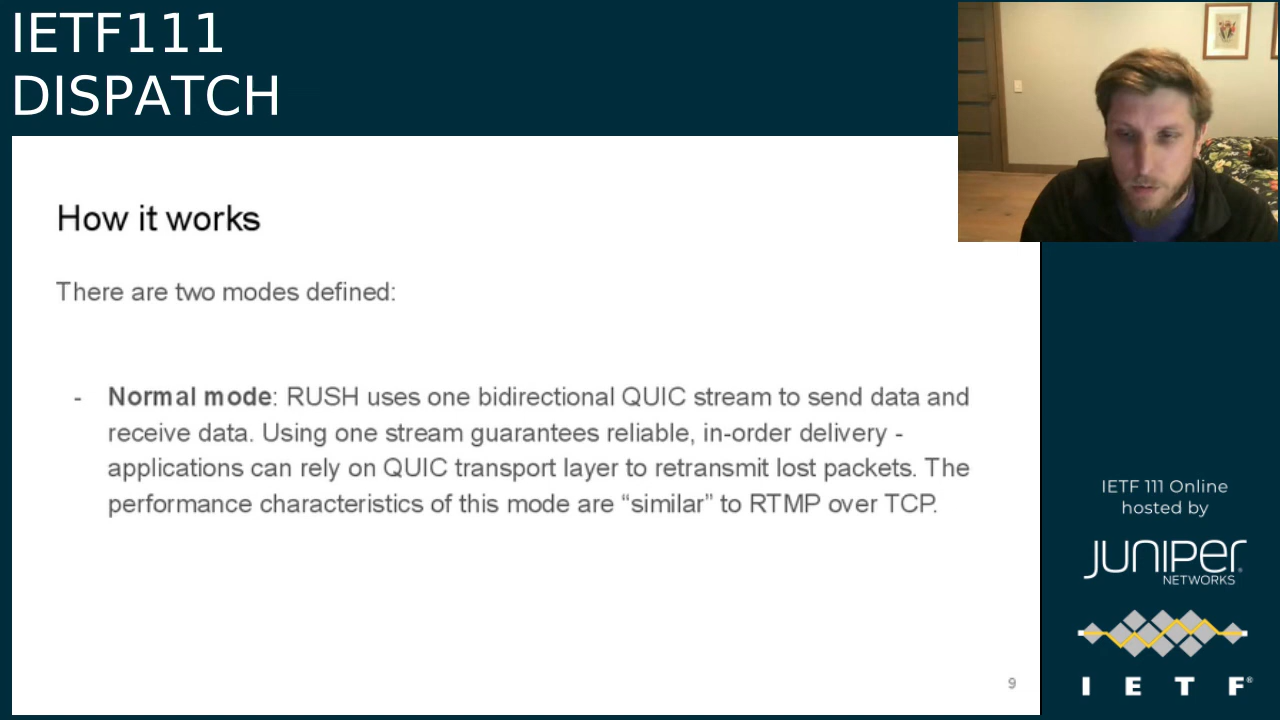 IETF111
DISPATCH
How it works
There are two modes defined:
- Normal mode: RUSH uses one bidirectional QUIC stream to send data and
receive data. Using one stream guarantees reliable, in-order delivery -
applications can rely on QUIC transport layer to retransmit lost packets. The
performance characteristics of this mode are “similar” to RTMP over TCP.
9
IETF 111 Online
hosted by
JUNIPER
NETWORKS
I E T F®